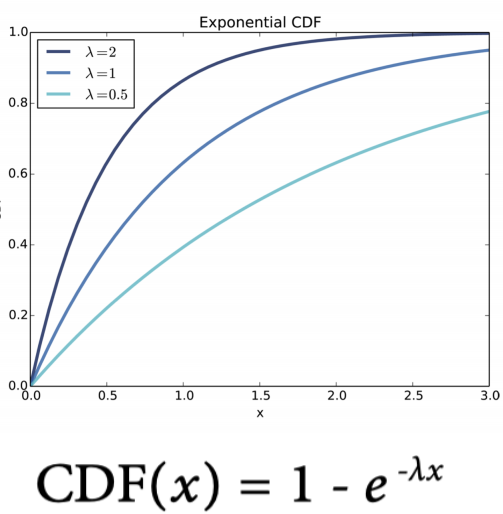 Exponential CDF
λ=2
λ=1
λ=0.5
1.0
0.8
0.6
0.4
0.2
0.0
0.0 0.5 1.0 1.5 2.0 2.5 3.0
x
CDF(x) = 1 - e^-λx